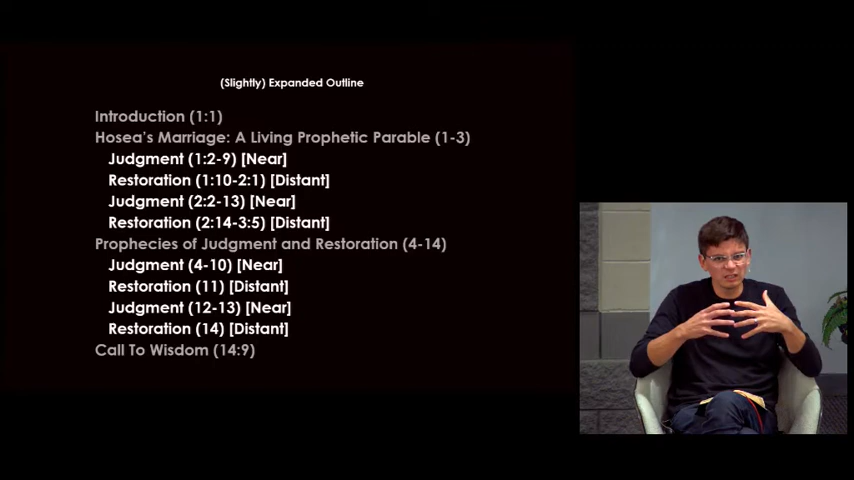 (Slightly) Expanded Outline
Introduction (1:1)
Hosea's Marriage: A Living Prophetic Parable (1-3)
Judgment (1:2-9) [Near]
Restoration (1:10-2:1) [Distant]
Judgment (2:2-13) [Near]
Restoration (2:14-3:5) [Distant]
Prophecies of Judgment and Restoration (4-14)
Judgment (4-10) [Near]
Restoration (11) [Distant]
Judgment (12-13) [Near]
Restoration (14) [Distant]
Call To Wisdom (14:9)